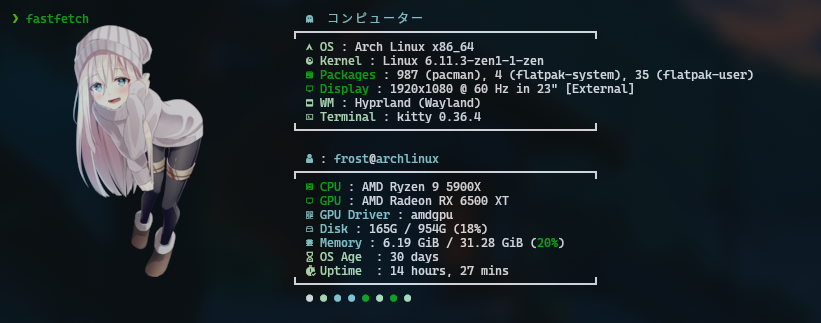 ❯ fastfetch
コンピューター
OS : Arch Linux x86_64
Kernel : Linux 6.11.3-zen1-1-zen
Packages : 987 (pacman), 4 (flatpak-system), 35 (flatpak-user)
Display : 1920x1080 @ 60 Hz in 23" [External]
WM : Hyprland (Wayland)
Terminal : kitty 0.36.4
: frost@archlinux
CPU : AMD Ryzen 9 5900X
GPU : AMD Radeon RX 6500 XT
GPU Driver : amdgpu
Disk : 165G / 954G (18%)
Memory : 6.19 GiB / 31.28 GiB (20%)
OS Age  : 30 days
Uptime  : 14 hours, 27 mins